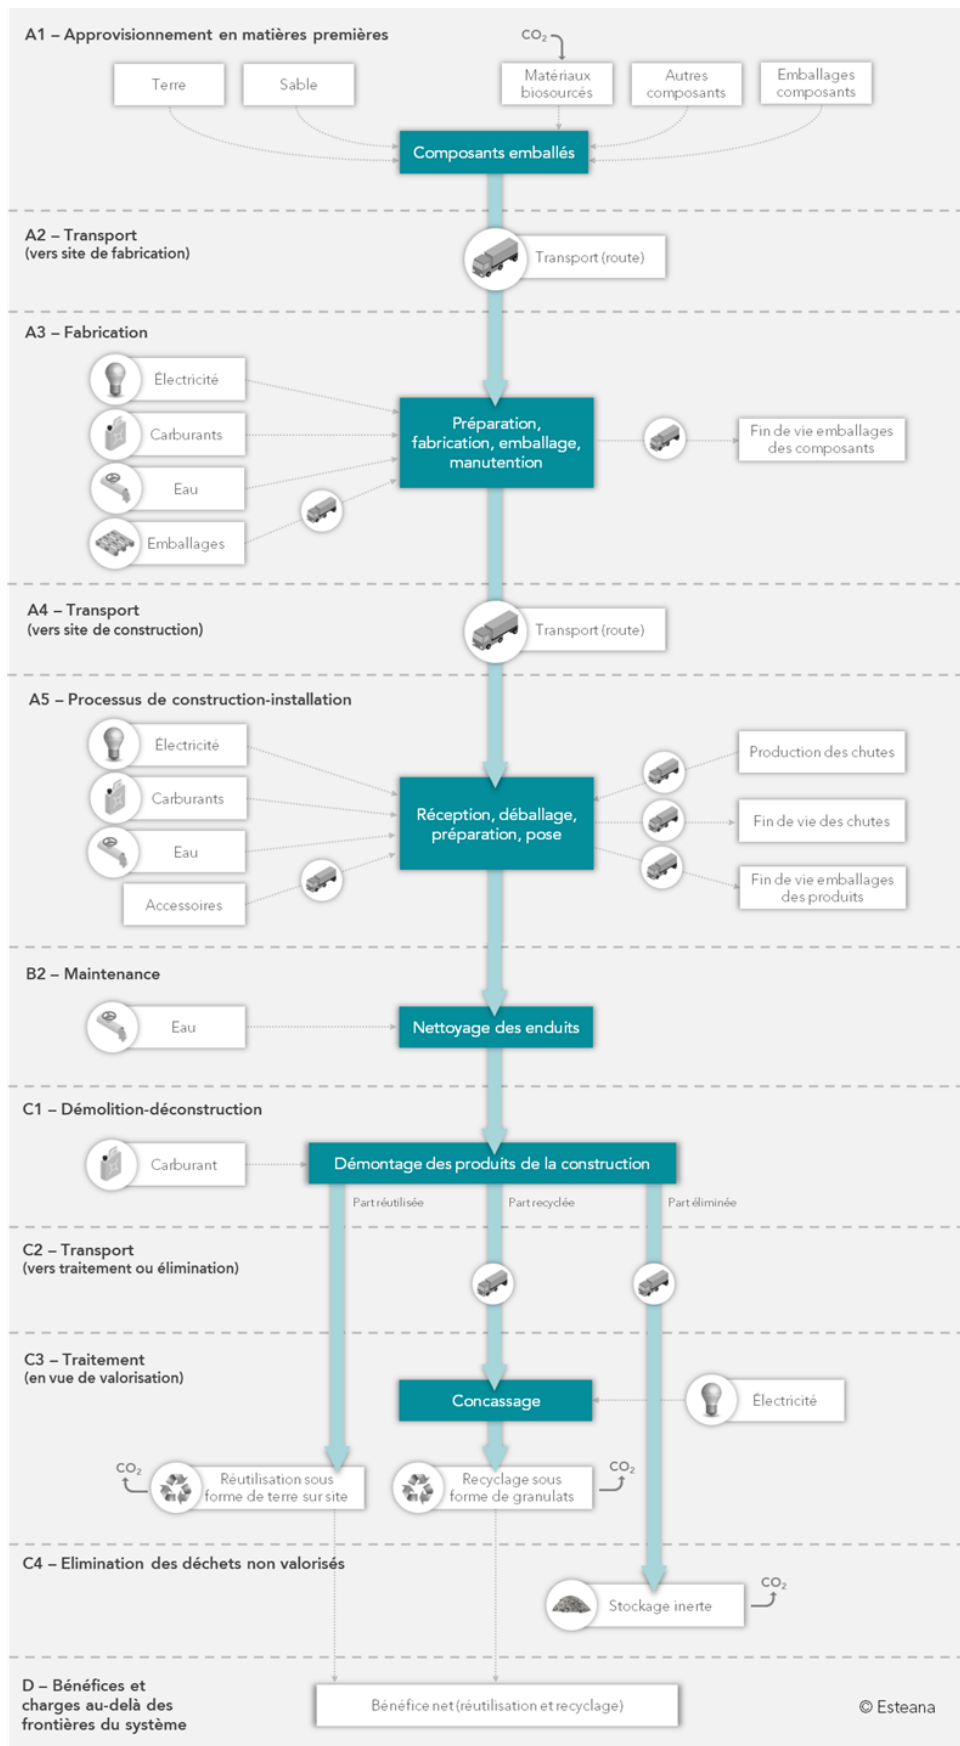 A1 – Approvisionnement en matières premières
CO₂
Terre
Sable
Matériaux
biosourcés
Autres
composants
Emballages
composants
Composants emballés
A2 – Transport
(vers site de fabrication)
Transport (route)
A3 – Fabrication
Électricité
Carburants
Eau
Emballages
Préparation,
fabrication, emballage,
manutention
Fin de vie emballages
des composants
A4 – Transport
(vers site de construction)
Transport (route)
A5 – Processus de construction-installation
Électricité
Carburants
Eau
Accessoires
Réception, déballage,
préparation, pose
Production des chutes
Fin de vie des chutes
Fin de vie emballages
des produits
B2 – Maintenance
Eau
Nettoyage des enduits
C1 – Démolition-déconstruction
Carburant
Démontage des produits de la construction
Part réutilisée
Part recyclée
Part éliminée
C2 – Transport
(vers traitement ou élimination)
C3 – Traitement
(en vue de valorisation)
Concassage
Électricité
CO₂
Réutilisation sous
forme de terre sur site
Recyclage sous
forme de granulats
CO₂
C4 – Elimination des déchets non valorisés
Stockage inerte
CO₂
D – Bénéfices et
charges au-delà des
frontières du système
Bénéfice net (réutilisation et recyclage)
© Esteana